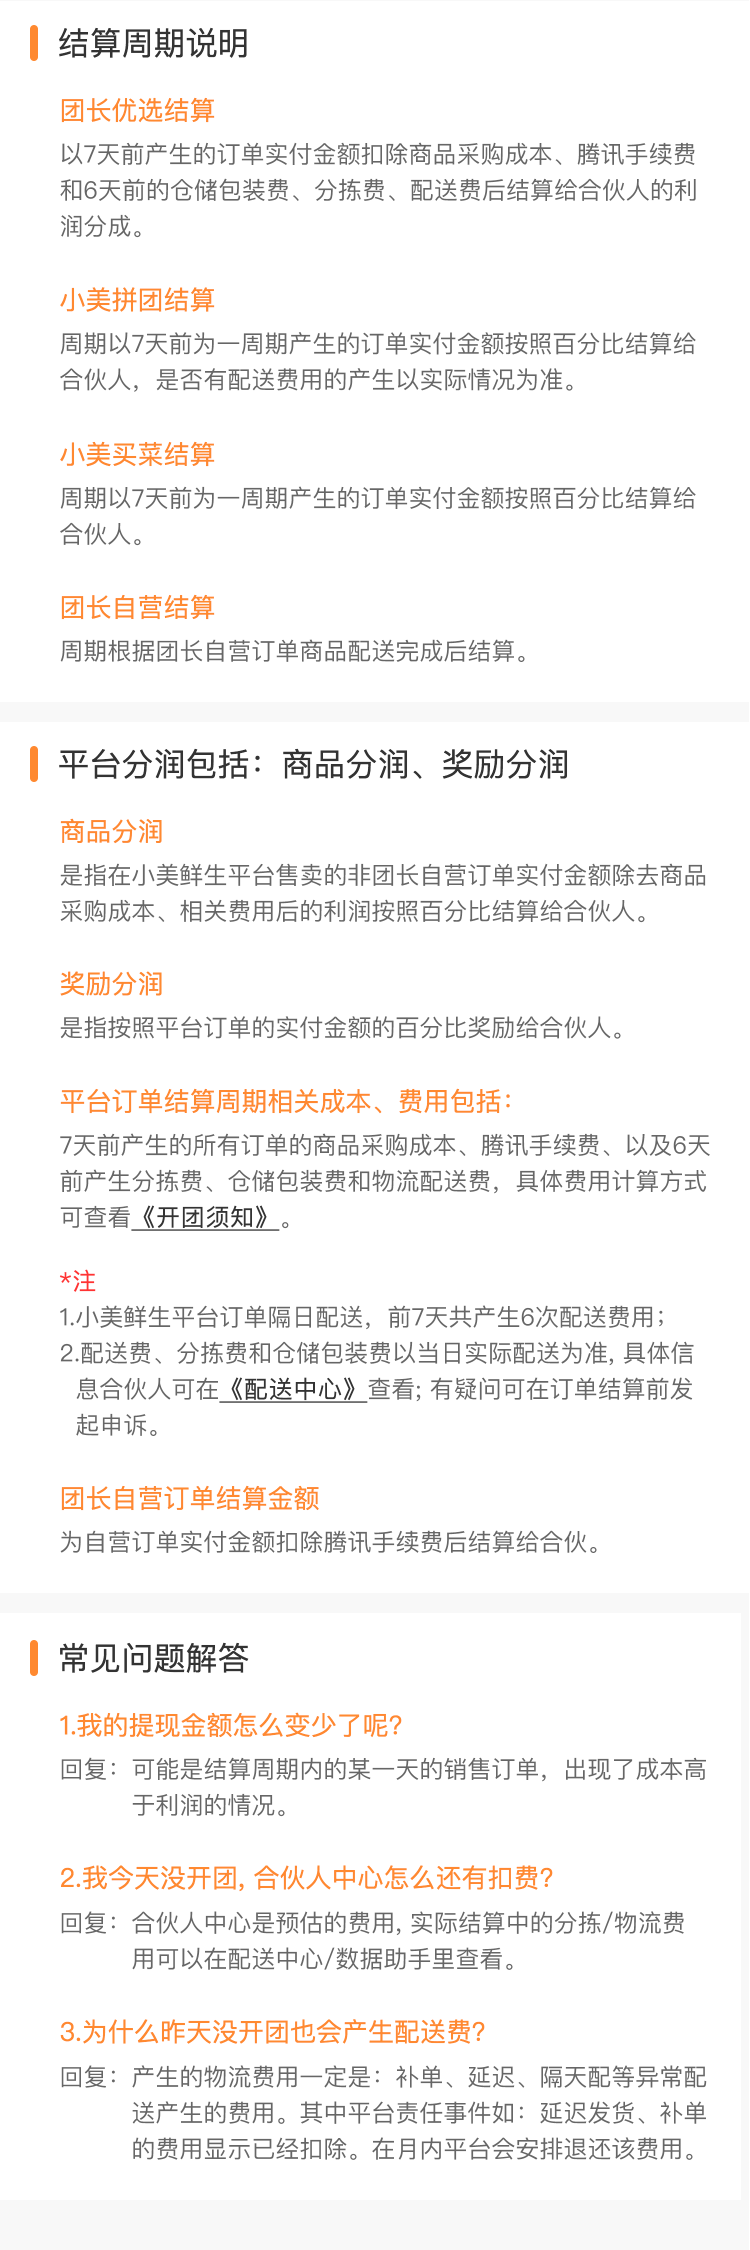 结算周期说明
团长优选结算
以7天前产生的订单实付金额扣除商品采购成本、腾讯手续费
和6天前的仓储包装费、分拣费、配送费后结算给合伙人的利
润分成。
小美拼团结算
周期以7天前为一周期产生的订单实付金额按照百分比结算给
合伙人，是否有配送费用的产生以实际情况为准。
小美买菜结算
周期以7天前为一周期产生的订单实付金额按照百分比结算给
合伙人。
团长自营结算
周期根据团长自营订单商品配送完成后结算。
平台分润包括：商品分润、奖励分润
商品分润
是指在小美鲜生平台售卖的非团长自营订单实付金额除去商品
采购成本、相关费用后的利润按照百分比结算给合伙人。
奖励分润
是指按照平台订单的实付金额的百分比奖励给合伙人。
平台订单结算周期相关成本、费用包括：
7天前产生的所有订单的商品采购成本、腾讯手续费、以及6天
前产生分拣费、仓储包装费和物流配送费，具体费用计算方式
可查看《开团须知》。
*注
1.小美鲜生平台订单隔日配送，前7天共产生6次配送费用；
2.配送费、分拣费和仓储包装费以当日实际配送为准, 具体信
息合伙人可在《配送中心》查看; 有疑问可在订单结算前发
起申诉。
团长自营订单结算金额
为自营订单实付金额扣除腾讯手续费后结算给合伙。
常见问题解答
1.我的提现金额怎么变少了呢?
回复：可能是结算周期内的某一天的销售订单，出现了成本高
于利润的情况。
2.我今天没开团, 合伙人中心怎么还有扣费?
回复：合伙人中心是预估的费用, 实际结算中的分拣/物流费
用可以在配送中心/数据助手里查看。
3.为什么昨天没开团也会产生配送费?
回复：产生的物流费用一定是：补单、延迟、隔天配等异常配
送产生的费用。其中平台责任事件如：延迟发货、补单
的费用显示已经扣除。在月内平台会安排退还该费用。